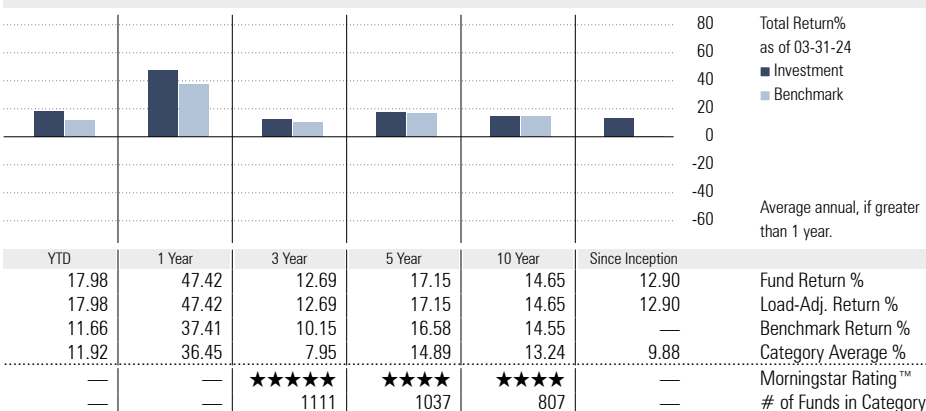 80
60
40
20
0
-20
-40
-60
Total Return%
as of 03-31-24
Investment
Benchmark
Average annual, if greater
than 1 year.
YTD 1 Year 3 Year 5 Year 10 Year Since Inception
17.98 47.42 12.69 17.15 14.65 12.90 Fund Return %
17.98 47.42 12.69 17.15 14.65 12.90 Load-Adj. Return %
11.66 37.41 10.15 16.58 14.55 — Benchmark Return %
11.92 36.45 7.95 14.89 13.24 9.88 Category Average %
— — ★★★★★ ★★★★ ★★★★ — Morningstar Rating™
— — 1111 1037 807 — # of Funds in Category